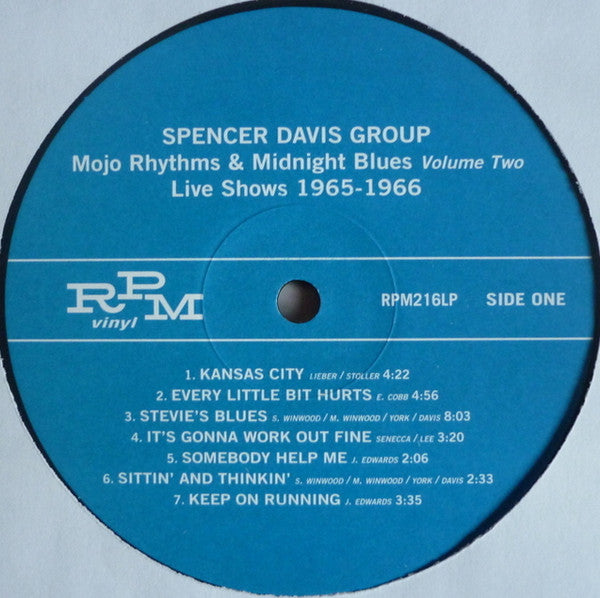 SPENCER DAVIS GROUP
Mojo Rhythms & Midnight Blues Volume Two
Live Shows 1965-1966
RPM
vinyl
RPM216LP SIDE ONE
1. KANSAS CITY LIEBER / STOLLER 4:22
2. EVERY LITTLE BIT HURTS E. COBB 4:56
3. STEVIE'S BLUES S. WINWOOD / M. WINWOOD / YORK / DAVIS 8:03
4. IT'S GONNA WORK OUT FINE SENECCA / LEE 3:20
5. SOMEBODY HELP ME J. EDWARDS 2:06
6. SITTIN' AND THINKIN' S. WINWOOD / M. WINWOOD / YORK / DAVIS 2:33
7. KEEP ON RUNNING J. EDWARDS 3:35